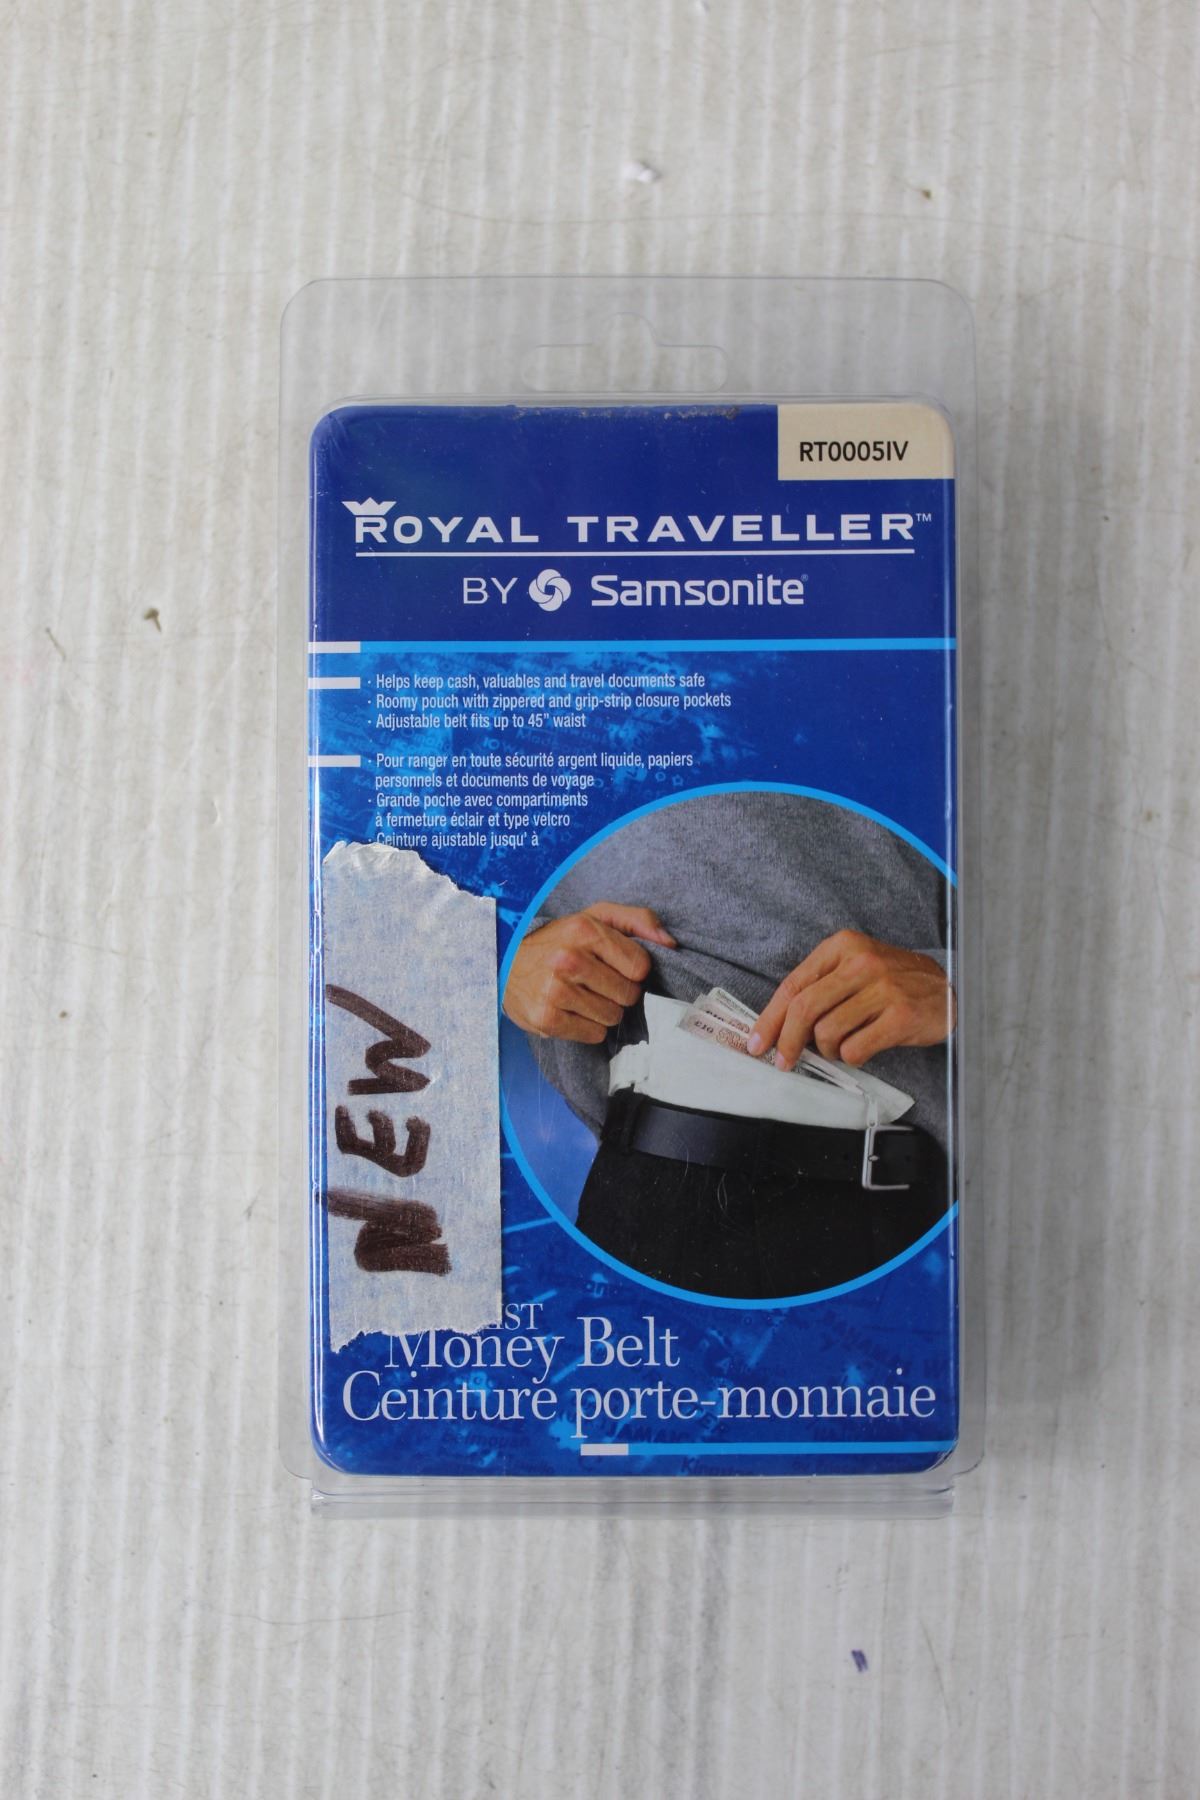 RT0005IV
ROYAL TRAVELLER™
BY Samsonite®
· Helps keep cash, valuables and travel documents safe
· Roomy pouch with zippered and grip-strip closure pockets
· Adjustable belt fits up to 45" waist
· Pour ranger en toute sécurité argent liquide, papiers
personnels et documents de voyage
· Grande poche avec compartiments
à fermeture éclair et type velcro
· Ceinture ajustable jusqu' à
NEW
Money Belt
Ceinture porte-monnaie